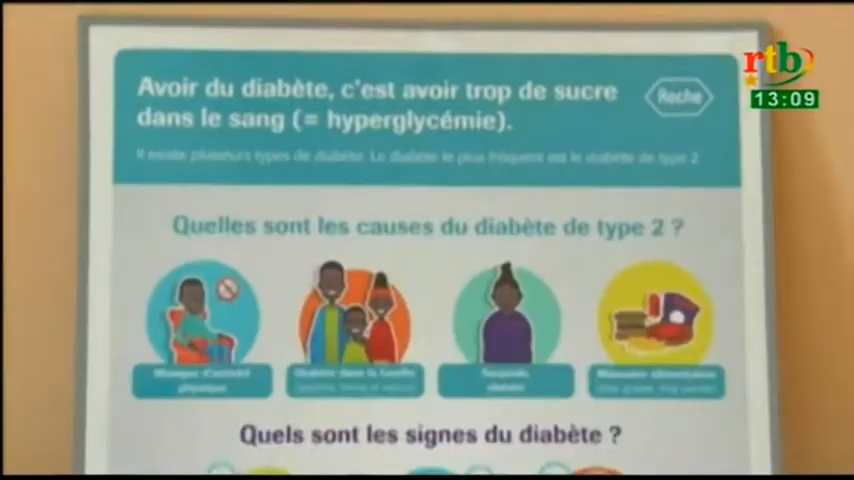 rtb
13:09
Avoir du diabète, c'est avoir trop de sucre
dans le sang (= hyperglycémie).
Roche
Il existe plusieurs types de diabète. Le diabète le plus fréquent est le diabète de type 2
Quelles sont les causes du diabète de type 2 ?
Manque d'activité
physique
Diabète dans la famille
Surpoids,
obésité
Mauvaise alimentation
Quels sont les signes du diabète ?